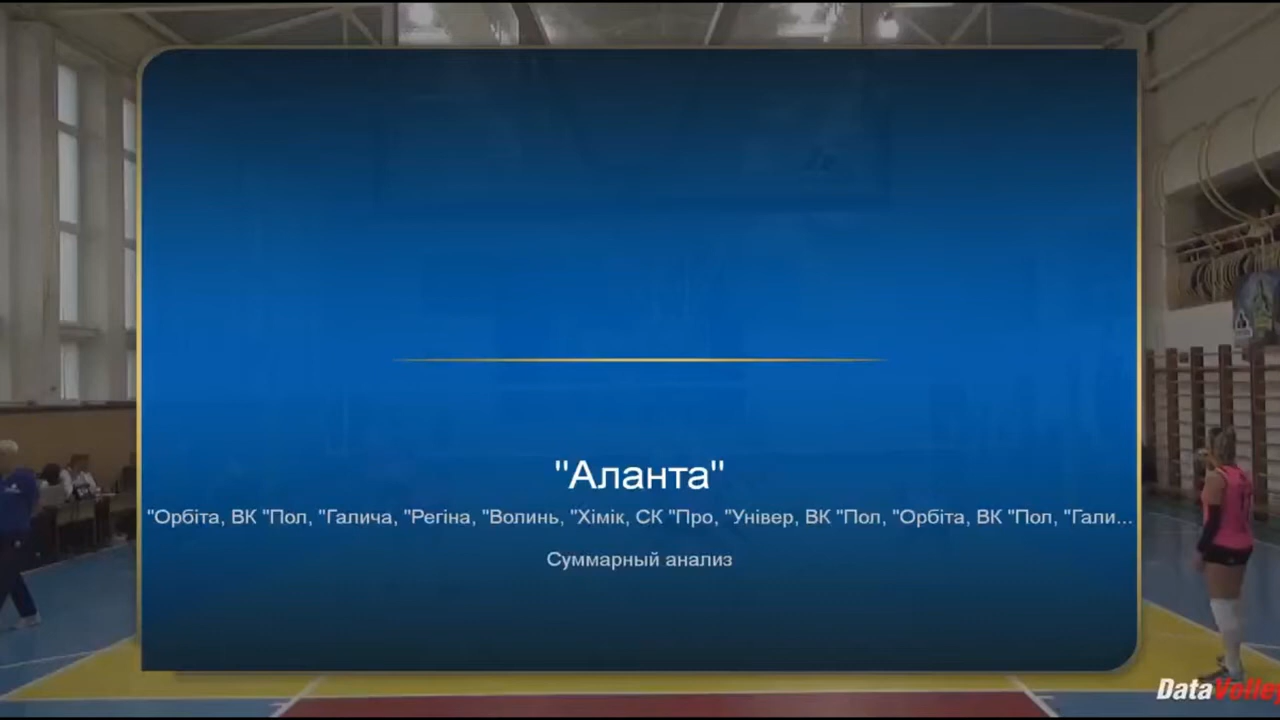 "Аланта"
"Орбіта, ВК "Пол, "Галича, "Регіна, "Волинь, "Хімік, СК "Про, "Універ, ВК "Пол, "Орбіта, ВК "Пол, "Гали...
Суммарный анализ
DataVolley